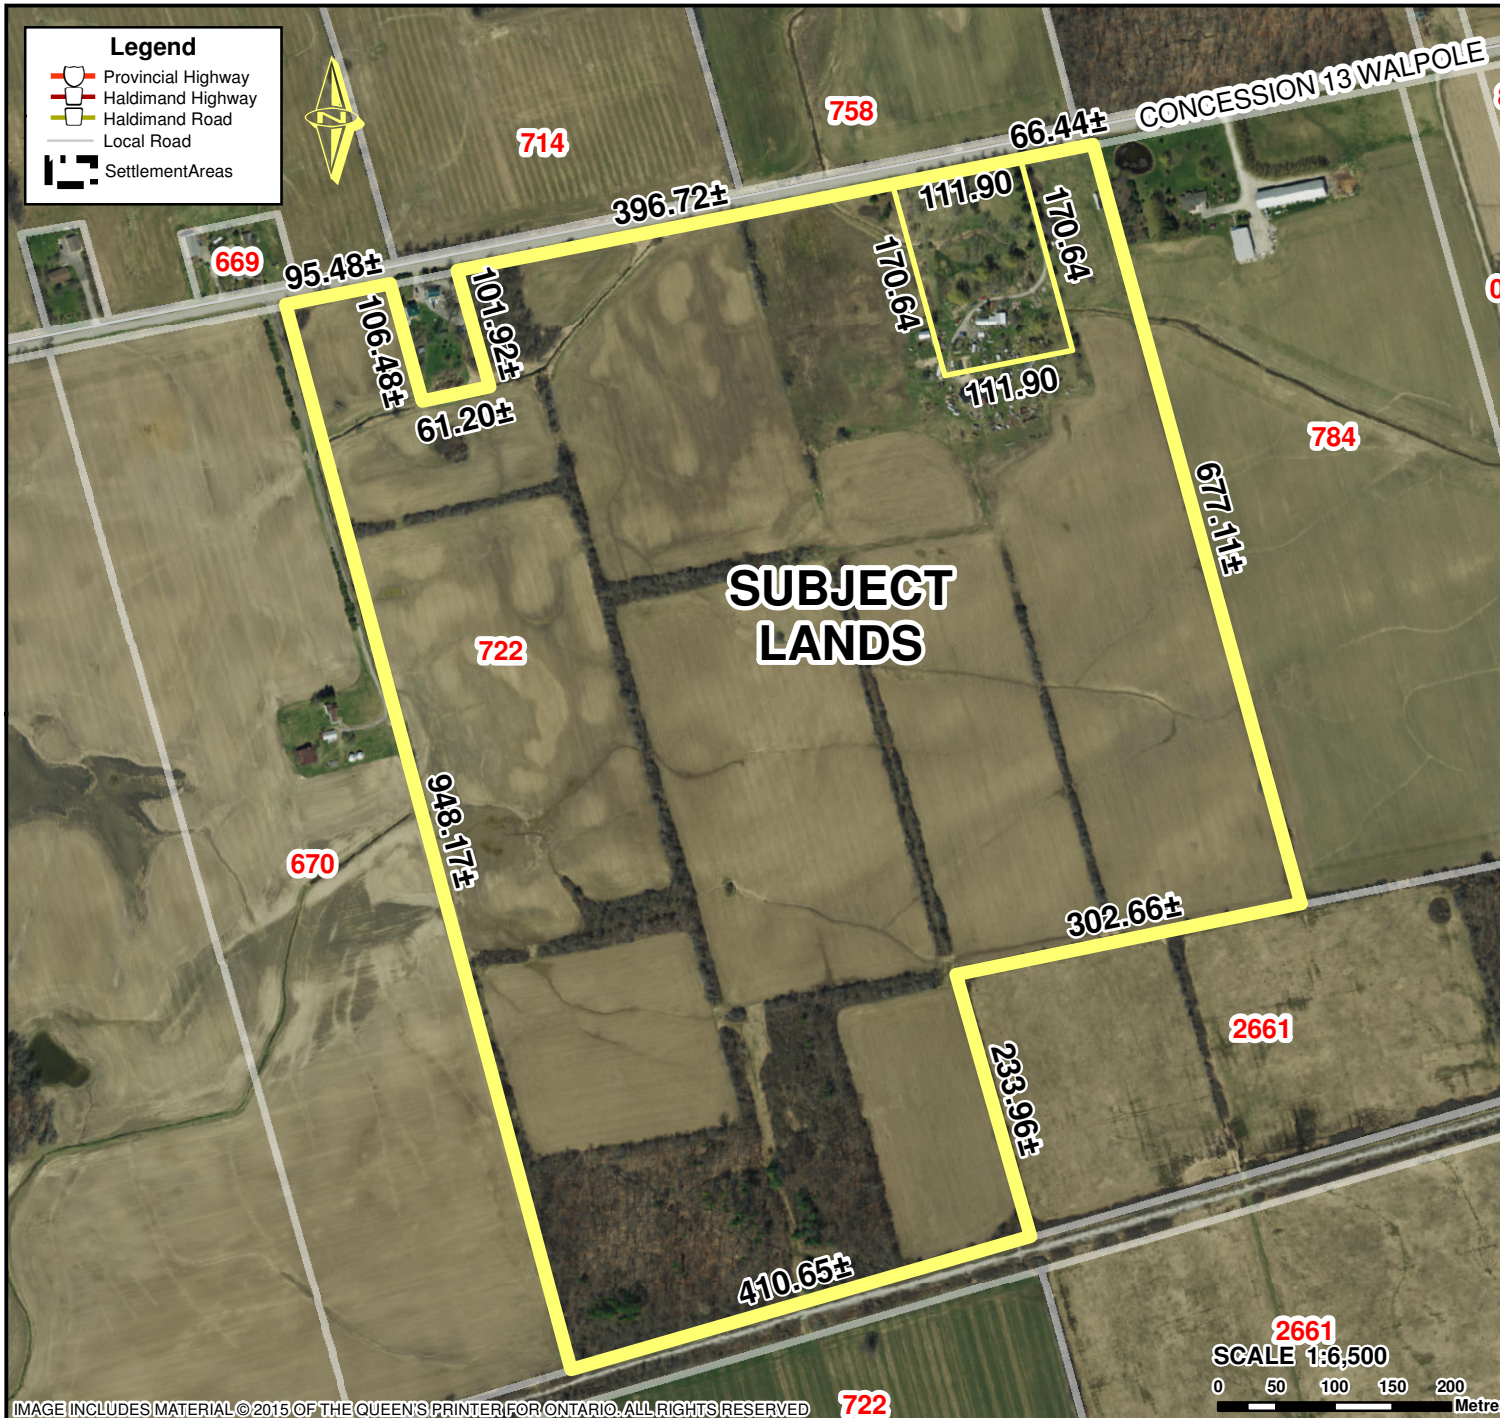 Legend
Provincial Highway
Haldimand Highway
Haldimand Road
Local Road
SettlementAreas
N
758
714
669
CONCESSION 13 WALPOLE
66.44±
396.72±
111.90
95.48±
170.64
170.64
101.92±
106.48±
61.20±
111.90
784
677.11±
SUBJECT
LANDS
722
948.17±
670
302.66±
2661
233.96±
410.65±
2661
SCALE 1:6,500
0 50 100 150 200
Metre
722
IMAGE INCLUDES MATERIAL © 2015 OF THE QUEEN'S PRINTER FOR ONTARIO. ALL RIGHTS RESERVED